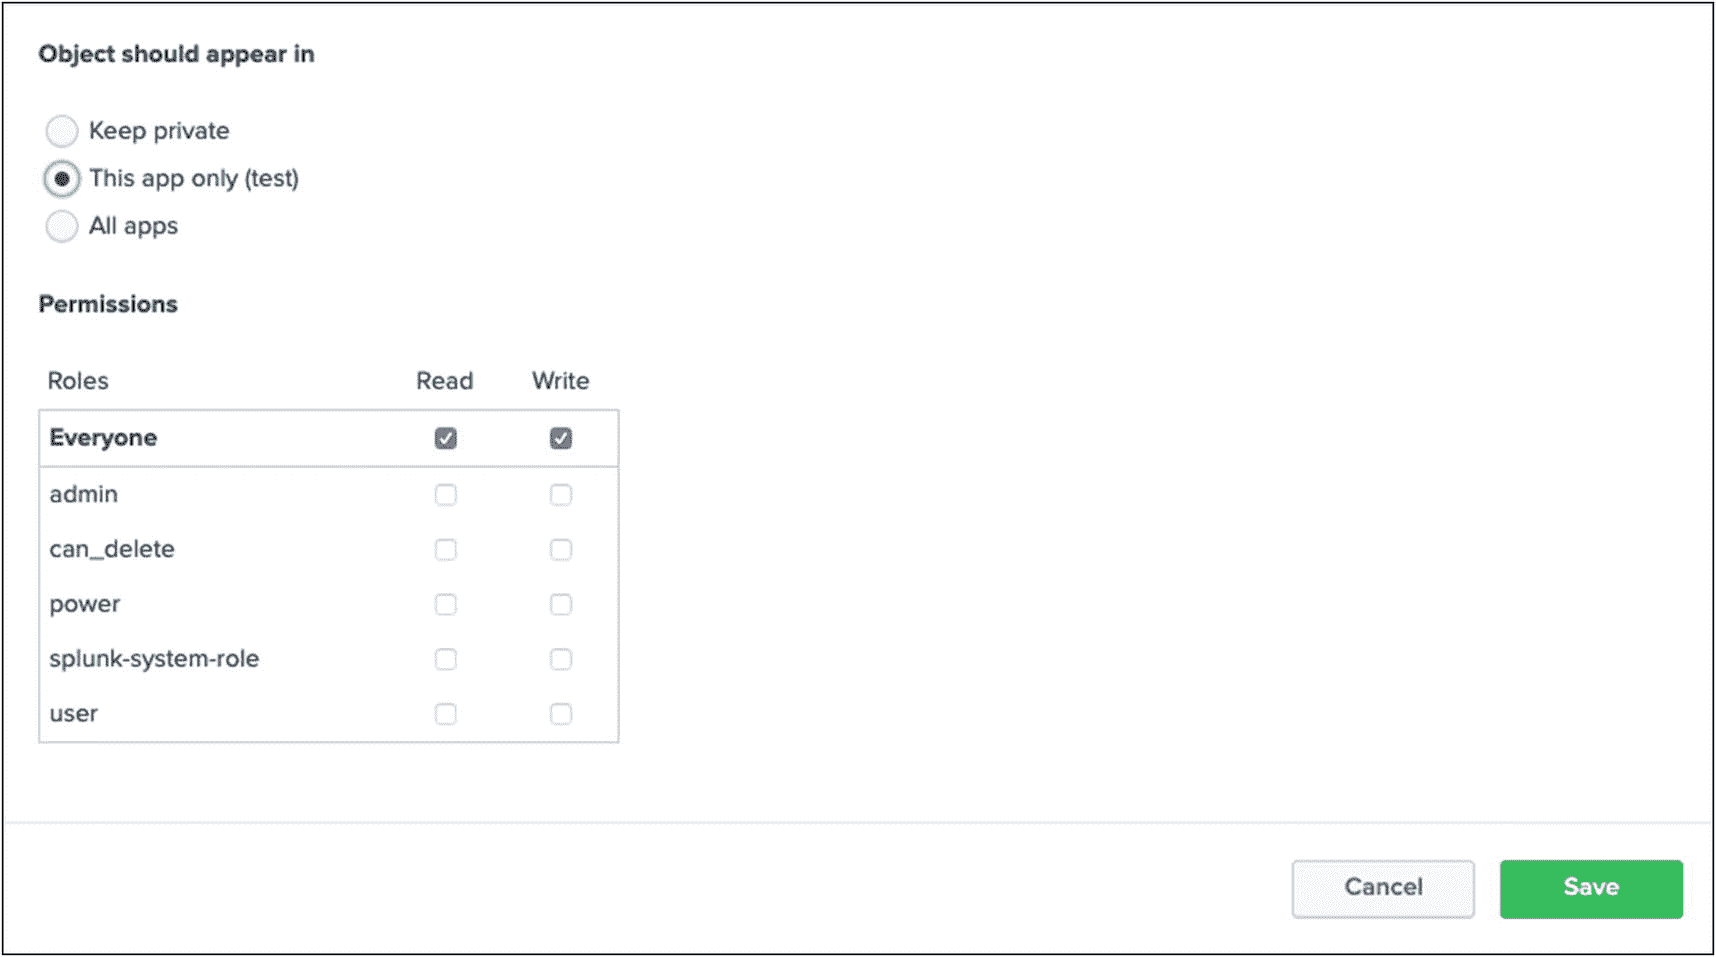 Object should appear in
Keep private
This app only (test)
All apps
Permissions
Roles Read Write
Everyone
admin
can_delete
power
splunk-system-role
user
Cancel Save